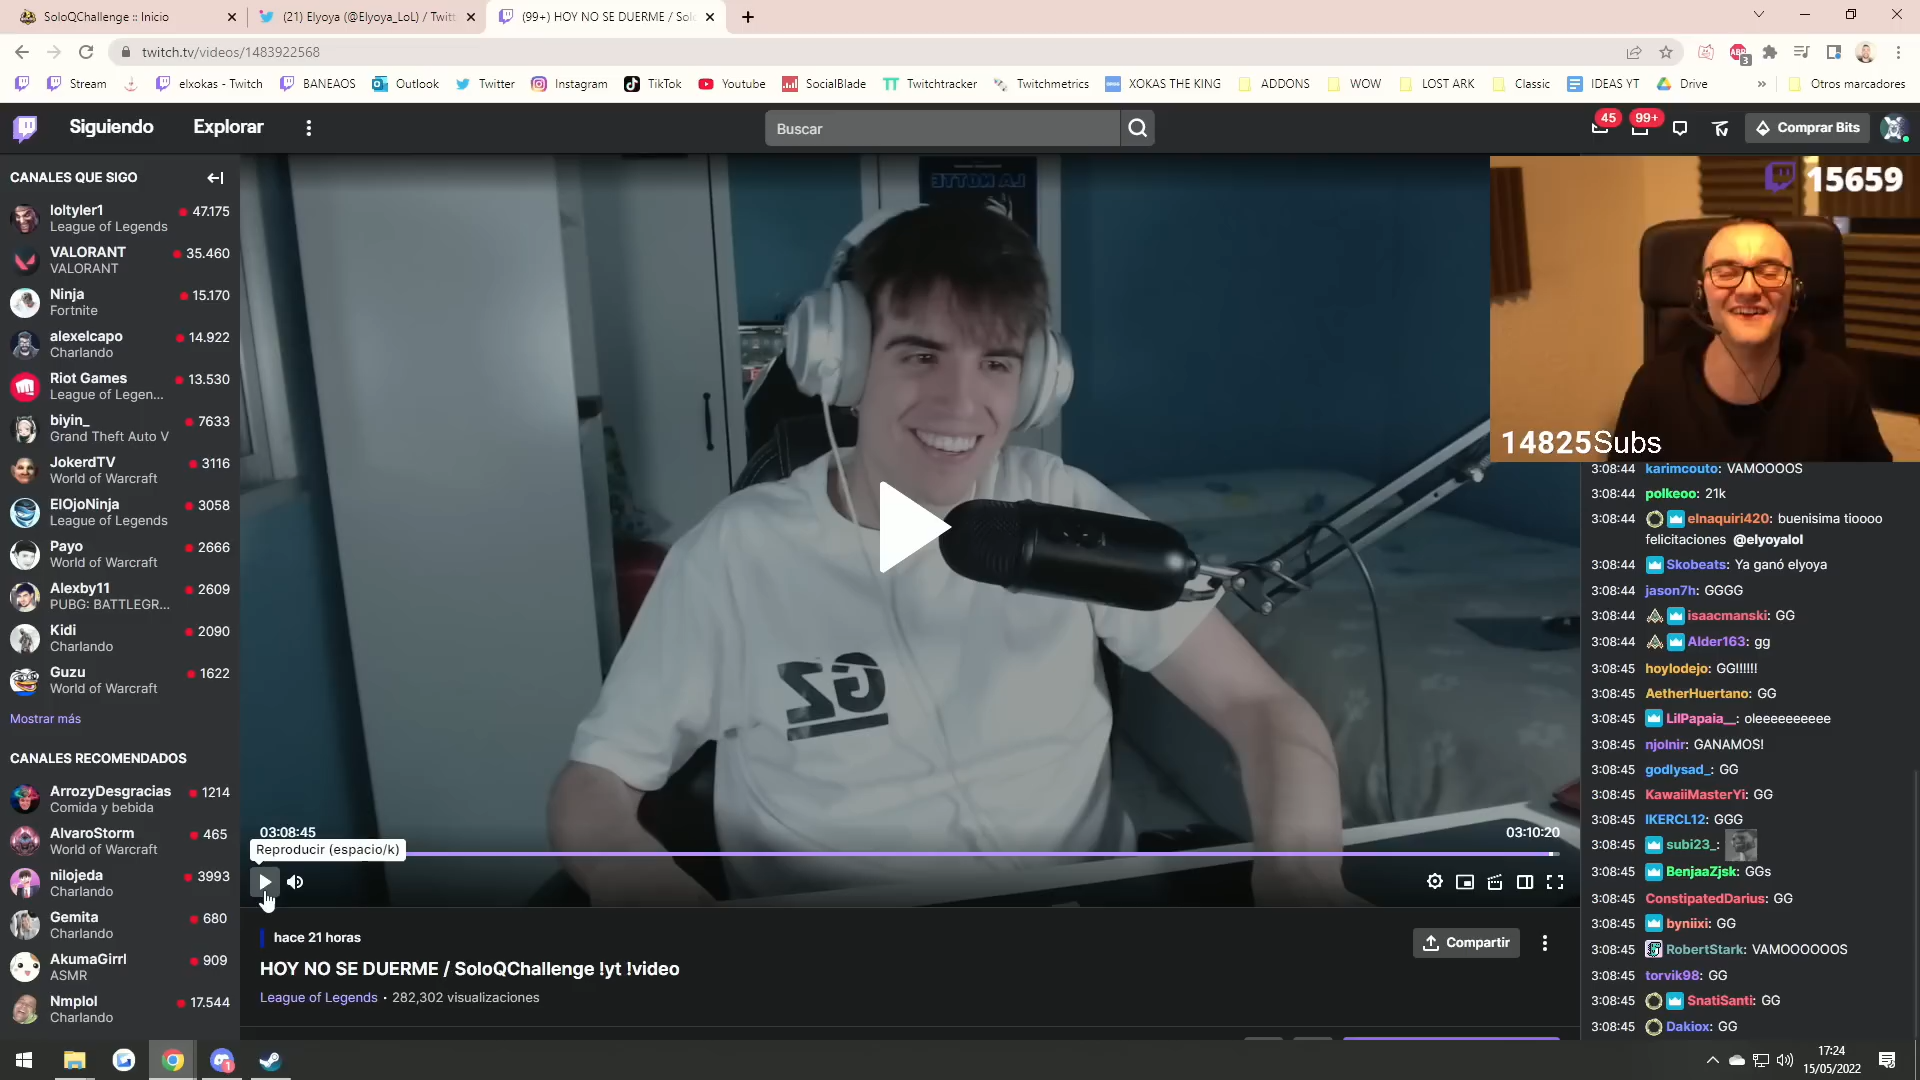 SoloQChallenge :: Inicio
(21) Elyoya (@Elyoya_LoL) / Twitt
(99+) HOY NO SE DUERME / Solo
twitch.tv/videos/1483922568
3
Stream
elxokas - Twitch
BANEAOS
Outlook
Twitter
Instagram
TikTok
Youtube
SocialBlade
Twitchtracker
Twitchmetrics
XOKAS THE KING
ADDONS
WOW
LOST ARK
Classic
IDEAS YT
Drive
»
Otros marcadores
Siguiendo
Explorar
Buscar
45
99+
Comprar Bits
CANALES QUE SIGO
loltyler1
47.175
League of Legends
VALORANT
35.460
VALORANT
Ninja
15.170
Fortnite
alexelcapo
14.922
Charlando
Riot Games
13.530
League of Legen...
biyin_
7633
Grand Theft Auto V
JokerdTV
3116
World of Warcraft
ElOjoNinja
3058
League of Legends
Payo
2666
World of Warcraft
Alexby11
2609
PUBG: BATTLEGR...
Kidi
2090
Charlando
Guzu
1622
World of Warcraft
Mostrar más
CANALES RECOMENDADOS
ArrozyDesgracias
1214
Comida y bebida
AlvaroStorm
465
World of Warcraft
nilojeda
3993
Charlando
Gemita
680
Charlando
AkumaGirrl
909
ASMR
Nmplol
17.544
Charlando
LA NOTTE
GZ
03:08:45
03:10:20
Reproducir (espacio/k)
hace 21 horas
HOY NO SE DUERME / SoloQChallenge !yt !video
League of Legends • 282,302 visualizaciones
Compartir
15659
14825Subs
3:08:44 karimcouto: VAMOOOOS
3:08:44 polkeoo: 21k
3:08:44 elnaquiri420: buenisima tioooo
felicitaciones @elyoyalol
3:08:44 Skobeats: Ya ganó elyoya
3:08:44 jason7h: GGGG
3:08:44 isaacmanski: GG
3:08:44 Alder163: gg
3:08:45 hoylodejo: GG!!!!!!
3:08:45 AetherHuertano: GG
3:08:45 LilPapaia__: oleeeeeeeeee
3:08:45 njolnir: GANAMOS!
3:08:45 godlysad_: GG
3:08:45 KawaiiMasterYi: GG
3:08:45 IKERCL12: GGG
3:08:45 subi23_:
3:08:45 BenjaaZjsk: GGs
3:08:45 ConstipatedDarius: GG
3:08:45 byniixi: GG
3:08:45 RobertStark: VAMOOOOOOS
3:08:45 torvik98: GG
3:08:45 SnatiSanti: GG
3:08:45 Dakiox: GG
1
17:24
15/05/2022